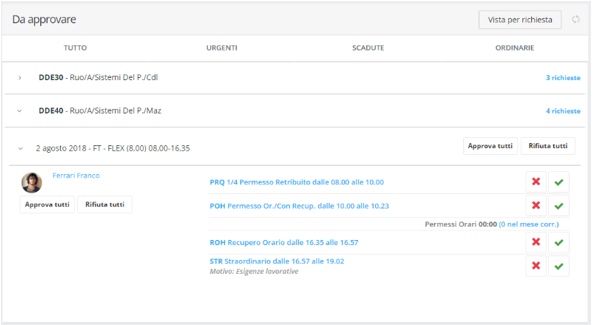 Da approvare
Vista per richiesta
TUTTO URGENTI SCADUTE ORDINARIE
DDE30 - Ruo/A/Sistemi Del P./Cdl 3 richieste
DDE40 - Ruo/A/Sistemi Del P./Maz 4 richieste
2 agosto 2018 - FT - FLEX (8.00) 08.00-16.35 Approva tutti Rifiuta tutti
Ferrari Franco
Approva tutti Rifiuta tutti
PRQ 1/4 Permesso Retribuito dalle 08.00 alle 10.00
POH Permesso Or./Con Recup. dalle 10.00 alle 10.23
Permessi Orari 00:00 (0 nel mese corr.)
ROH Recupero Orario dalle 16.35 alle 16.57
STR Straordinario dalle 16.57 alle 19.02
Motivo: Esigenze lavorative